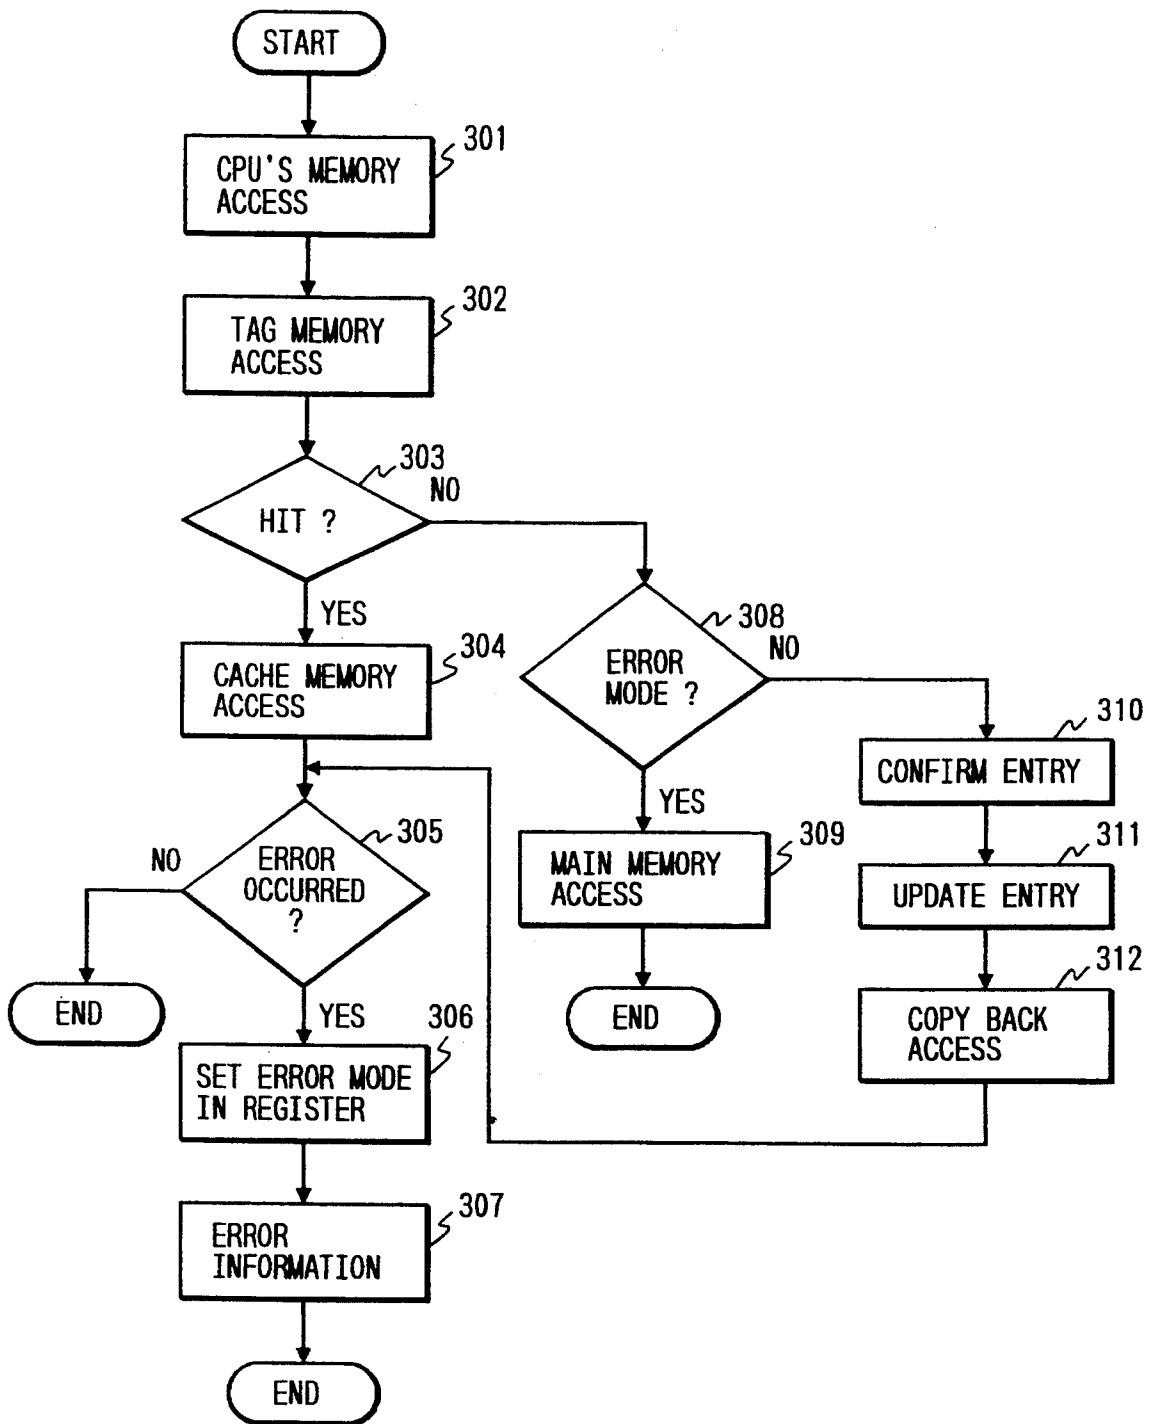 START
301
CPU'S MEMORY
ACCESS
302
TAG MEMORY
ACCESS
303
NO
HIT ?
YES
304
CACHE MEMORY
ACCESS
308
NO
ERROR
MODE ?
YES
310
CONFIRM ENTRY
305
NO
ERROR
OCCURRED
?
309
MAIN MEMORY
ACCESS
311
UPDATE ENTRY
END
YES
306
END
312
COPY BACK
ACCESS
SET ERROR MODE
IN REGISTER
307
ERROR
INFORMATION
END